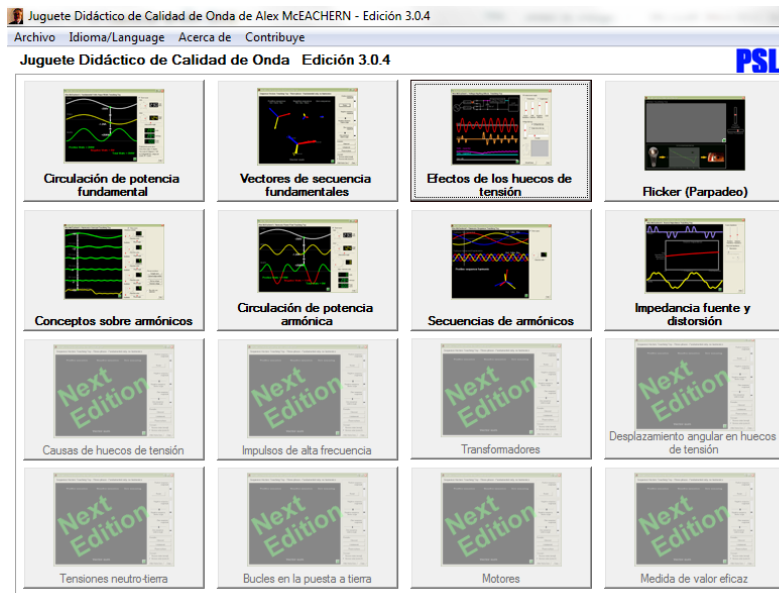 Juguete Didáctico de Calidad de Onda de Alex McEACHERN - Edición 3.0.4
Archivo Idioma/Language Acerca de Contribuye
Juguete Didáctico de Calidad de Onda Edición 3.0.4
PSL
Circulación de potencia
fundamental
Vectores de secuencia
fundamentales
Efectos de los huecos de
tensión
Flicker (Parpadeo)
Conceptos sobre armónicos
Circulación de potencia
armónica
Secuencias de armónicos
Impedancia fuente y
distorsión
Next
Edition
Causas de huecos de tensión
Next
Edition
Impulsos de alta frecuencia
Next
Edition
Transformadores
Next
Edition
Desplazamiento angular en huecos
de tensión
Next
Edition
Tensiones neutro-tierra
Next
Edition
Bucles en la puesta a tierra
Next
Edition
Motores
Next
Edition
Medida de valor eficaz